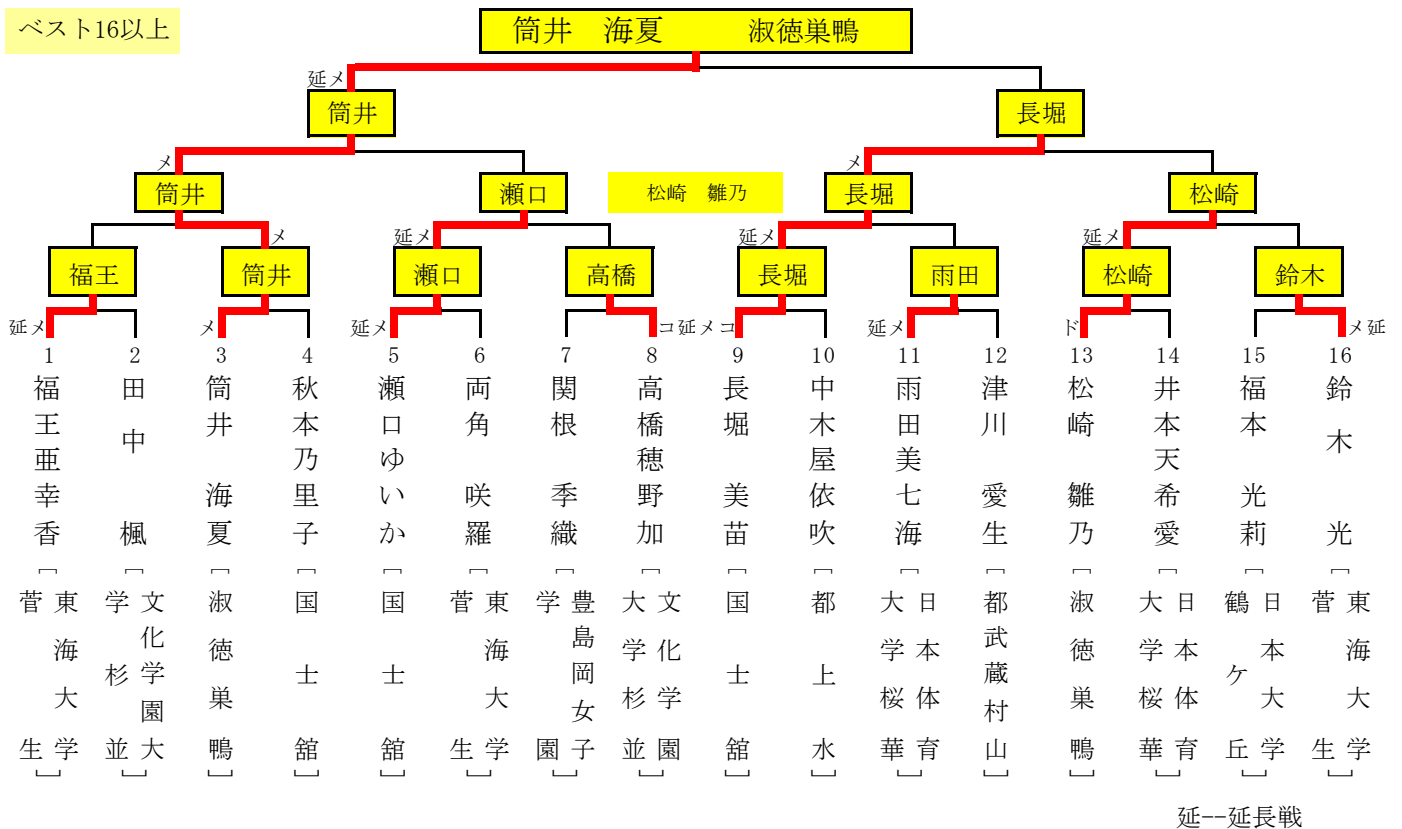 ベスト16以上
筒井 海夏 淑徳巣鴨
延メ
筒井
長堀
メ
メ
筒井
瀬口
松崎 雛乃
長堀
松崎
メ
延メ
延メ
延メ
福王
筒井
瀬口
高橋
長堀
雨田
松崎
鈴木
延メ
メ
延メ
コ延メコ
延メ
ド
メ延
1 2 3 4 5 6 7 8 9 10 11 12 13 14 15 16
福王亜幸香
[東海大学菅生]
田中 楓
[文化学園大学杉並]
筒井 海夏
[淑徳巣鴨]
秋本乃里子
[国士舘]
瀬口ゆいか
[国士舘]
両角 咲羅
[東海大学菅生]
関根 季織
[豊島岡女子学園]
高橋穂野加
[文化学園大学杉並]
長堀 美苗
[国士舘]
中木屋依吹
[都上水]
雨田美七海
[日本体育大学桜華]
津川 愛生
[都武蔵村山]
松崎 雛乃
[淑徳巣鴨]
井本天希愛
[日本体育大学桜華]
福本 光莉
[日本大学鶴ケ丘]
鈴木 光
[東海大学菅生]
延--延長戦